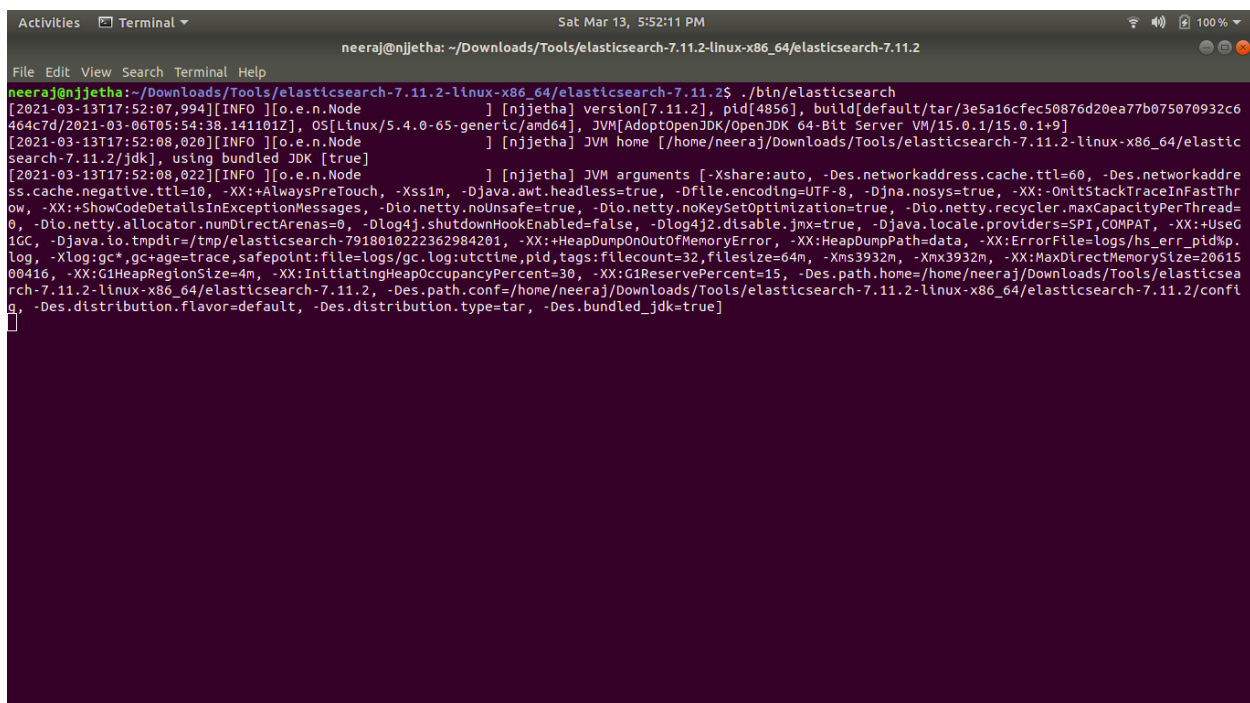 Activities Terminal Sat Mar 13, 5:52:11 PM 100 %
neeraj@njjetha: ~/Downloads/Tools/elasticsearch-7.11.2-linux-x86_64/elasticsearch-7.11.2
File Edit View Search Terminal Help
neeraj@njjetha:~/Downloads/Tools/elasticsearch-7.11.2-linux-x86_64/elasticsearch-7.11.2$ ./bin/elasticsearch
[2021-03-13T17:52:07,994][INFO ][o.e.n.Node               ] [njjetha] version[7.11.2], pid[4856], build[default/tar/3e5a16cfec50876d20ea77b075070932c6
464c7d/2021-03-06T05:54:38.141101Z], OS[Linux/5.4.0-65-generic/amd64], JVM[AdoptOpenJDK/OpenJDK 64-Bit Server VM/15.0.1/15.0.1+9]
[2021-03-13T17:52:08,020][INFO ][o.e.n.Node               ] [njjetha] JVM home [/home/neeraj/Downloads/Tools/elasticsearch-7.11.2-linux-x86_64/elastic
search-7.11.2/jdk], using bundled JDK [true]
[2021-03-13T17:52:08,022][INFO ][o.e.n.Node               ] [njjetha] JVM arguments [-Xshare:auto, -Des.networkaddress.cache.ttl=60, -Des.networkaddre
ss.cache.negative.ttl=10, -XX:+AlwaysPreTouch, -Xss1m, -Djava.awt.headless=true, -Dfile.encoding=UTF-8, -Djna.nosys=true, -XX:-OmitStackTraceInFastThr
ow, -XX:+ShowCodeDetailsInExceptionMessages, -Dio.netty.noUnsafe=true, -Dio.netty.noKeySetOptimization=true, -Dio.netty.recycler.maxCapacityPerThread=
0, -Dio.netty.allocator.numDirectArenas=0, -Dlog4j.shutdownHookEnabled=false, -Dlog4j2.disable.jmx=true, -Djava.locale.providers=SPI,COMPAT, -XX:+UseG
1GC, -Djava.io.tmpdir=/tmp/elasticsearch-7918010222362984201, -XX:+HeapDumpOnOutOfMemoryError, -XX:HeapDumpPath=data, -XX:ErrorFile=logs/hs_err_pid%p.
log, -Xlog:gc*,gc+age=trace,safepoint:file=logs/gc.log:utctime,pid,tags:filecount=32,filesize=64m, -Xms3932m, -Xmx3932m, -XX:MaxDirectMemorySize=20615
00416, -XX:G1HeapRegionSize=4m, -XX:InitiatingHeapOccupancyPercent=30, -XX:G1ReservePercent=15, -Des.path.home=/home/neeraj/Downloads/Tools/elasticsea
rch-7.11.2-linux-x86_64/elasticsearch-7.11.2, -Des.path.conf=/home/neeraj/Downloads/Tools/elasticsearch-7.11.2-linux-x86_64/elasticsearch-7.11.2/confi
g, -Des.distribution.flavor=default, -Des.distribution.type=tar, -Des.bundled_jdk=true]